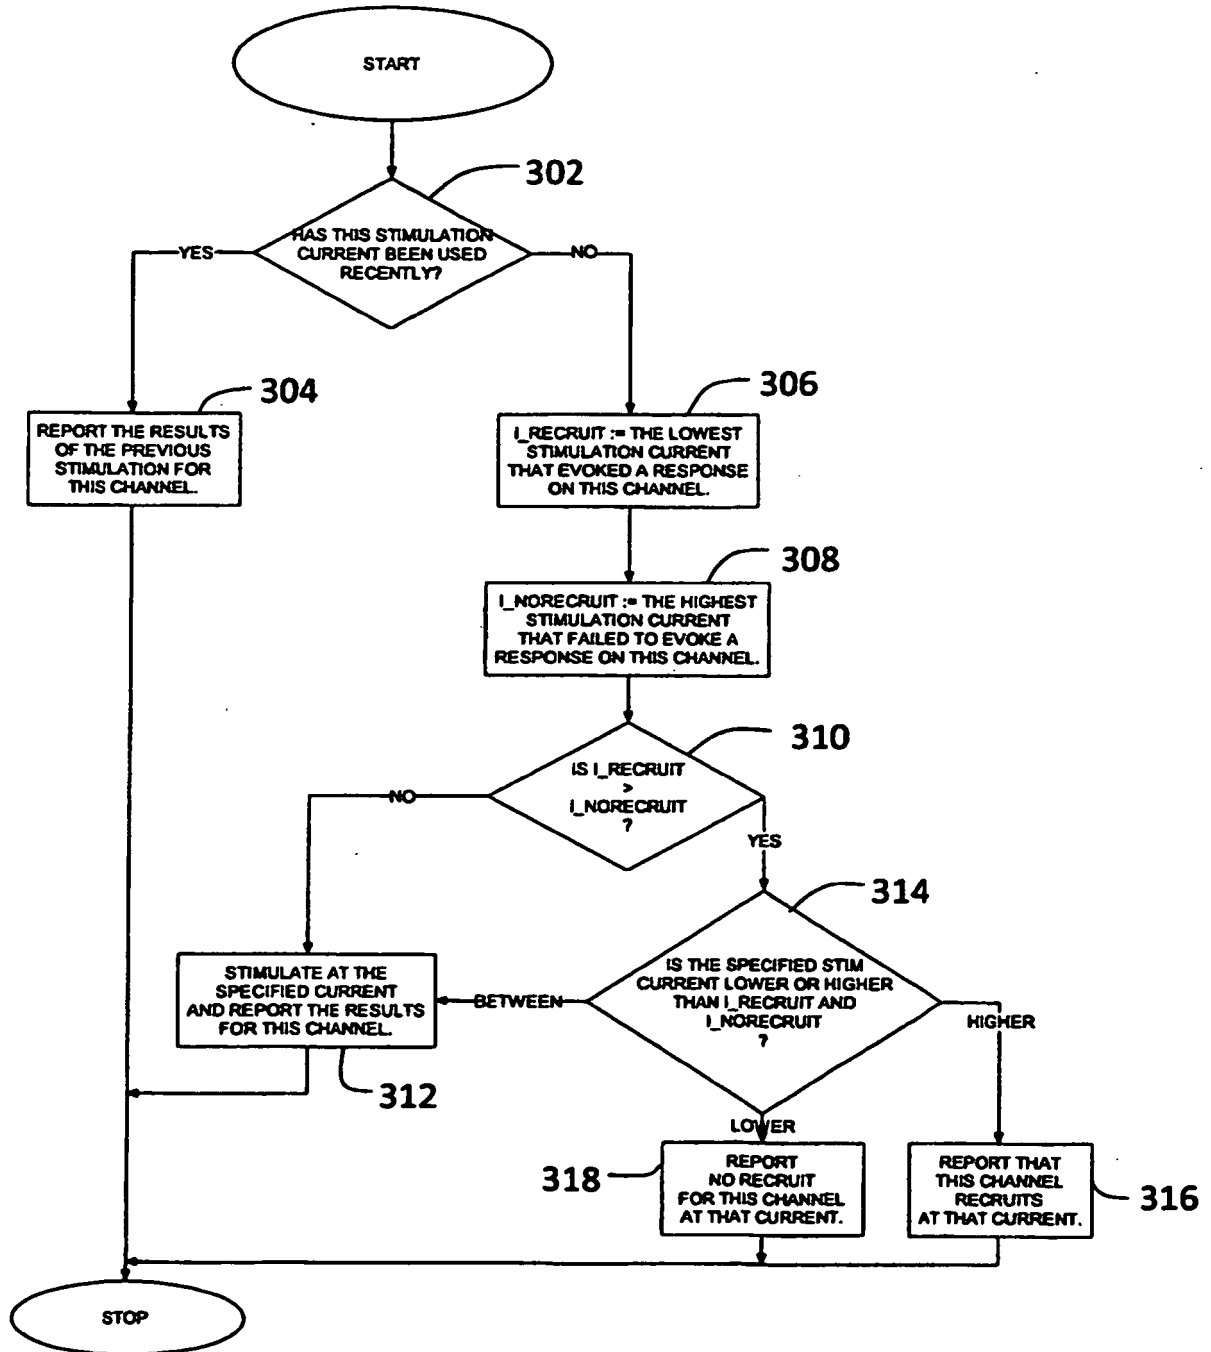 START
302
HAS THIS STIMULATION
CURRENT BEEN USED
RECENTLY?
YES
NO
304
REPORT THE RESULTS
OF THE PREVIOUS
STIMULATION FOR
THIS CHANNEL.
306
I_RECRUIT := THE LOWEST
STIMULATION CURRENT
THAT EVOKED A RESPONSE
ON THIS CHANNEL.
308
I_NORECRUIT := THE HIGHEST
STIMULATION CURRENT
THAT FAILED TO EVOKE A
RESPONSE ON THIS CHANNEL.
310
IS I_RECRUIT
>
I_NORECRUIT
?
NO
YES
314
IS THE SPECIFIED STIM
CURRENT LOWER OR HIGHER
THAN I_RECRUIT AND
I_NORECRUIT
?
BETWEEN
HIGHER
STIMULATE AT THE
SPECIFIED CURRENT
AND REPORT THE RESULTS
FOR THIS CHANNEL.
312
LOWER
318
REPORT
NO RECRUIT
FOR THIS CHANNEL
AT THAT CURRENT.
REPORT THAT
THIS CHANNEL
RECRUITS
AT THAT CURRENT.
316
STOP